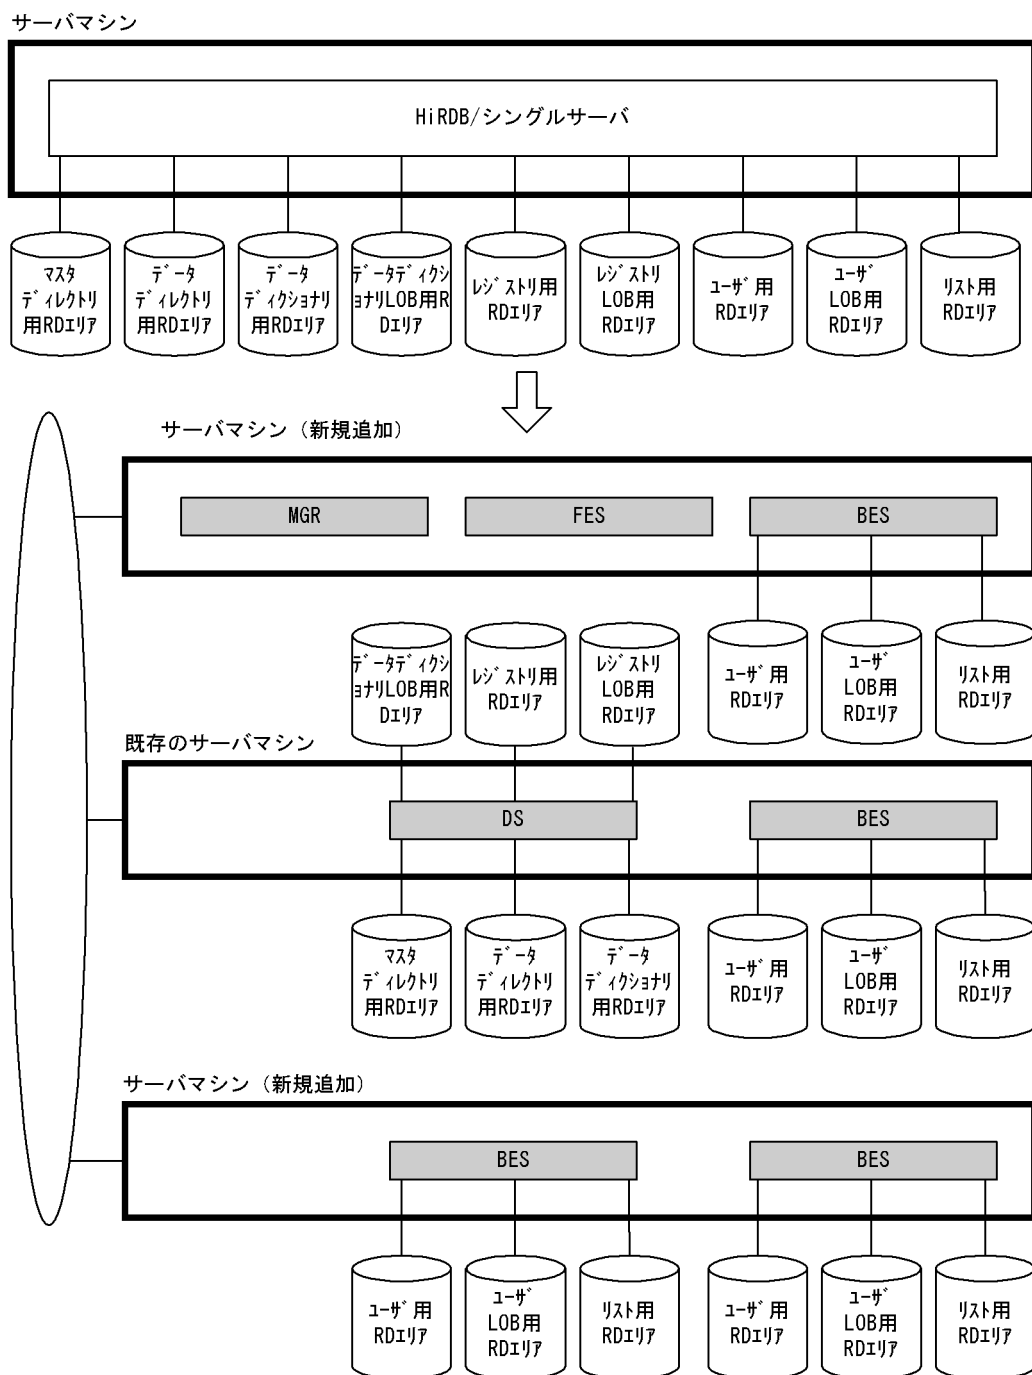 サーバマシン
HiRDB/シングルサーバ
ﾏｽﾀ
ﾃﾞｨﾚｸﾄﾘ
用RDｴﾘｱ
ﾃﾞｰﾀ
ﾃﾞｨﾚｸﾄﾘ
用RDｴﾘｱ
ﾃﾞｰﾀ
ﾃﾞｨｸｼｮﾅﾘ
用RDｴﾘｱ
ﾃﾞｰﾀﾃﾞｨｸｼ
ｮﾅﾘLOB用R
Dｴﾘｱ
ﾚｼﾞｽﾄﾘ用
RDｴﾘｱ
ﾚｼﾞｽﾄﾘ
LOB用
RDｴﾘｱ
ﾕｰｻﾞ用
RDｴﾘｱ
ﾕｰｻﾞ
LOB用
RDｴﾘｱ
ﾘｽﾄ用
RDｴﾘｱ
サーバマシン（新規追加）
MGR
FES
BES
ﾃﾞｰﾀﾃﾞｨｸｼ
ｮﾅﾘLOB用R
Dｴﾘｱ
ﾚｼﾞｽﾄﾘ用
RDｴﾘｱ
ﾚｼﾞｽﾄﾘ
LOB用
RDｴﾘｱ
ﾕｰｻﾞ用
RDｴﾘｱ
ﾕｰｻﾞ
LOB用
RDｴﾘｱ
ﾘｽﾄ用
RDｴﾘｱ
既存のサーバマシン
DS
BES
ﾏｽﾀ
ﾃﾞｨﾚｸﾄﾘ
用RDｴﾘｱ
ﾃﾞｰﾀ
ﾃﾞｨﾚｸﾄﾘ
用RDｴﾘｱ
ﾃﾞｰﾀ
ﾃﾞｨｸｼｮﾅﾘ
用RDｴﾘｱ
ﾕｰｻﾞ用
RDｴﾘｱ
ﾕｰｻﾞ
LOB用
RDｴﾘｱ
ﾘｽﾄ用
RDｴﾘｱ
サーバマシン（新規追加）
BES
BES
ﾕｰｻﾞ用
RDｴﾘｱ
ﾕｰｻﾞ
LOB用
RDｴﾘｱ
ﾘｽﾄ用
RDｴﾘｱ
ﾕｰｻﾞ用
RDｴﾘｱ
ﾕｰｻﾞ
LOB用
RDｴﾘｱ
ﾘｽﾄ用
RDｴﾘｱ